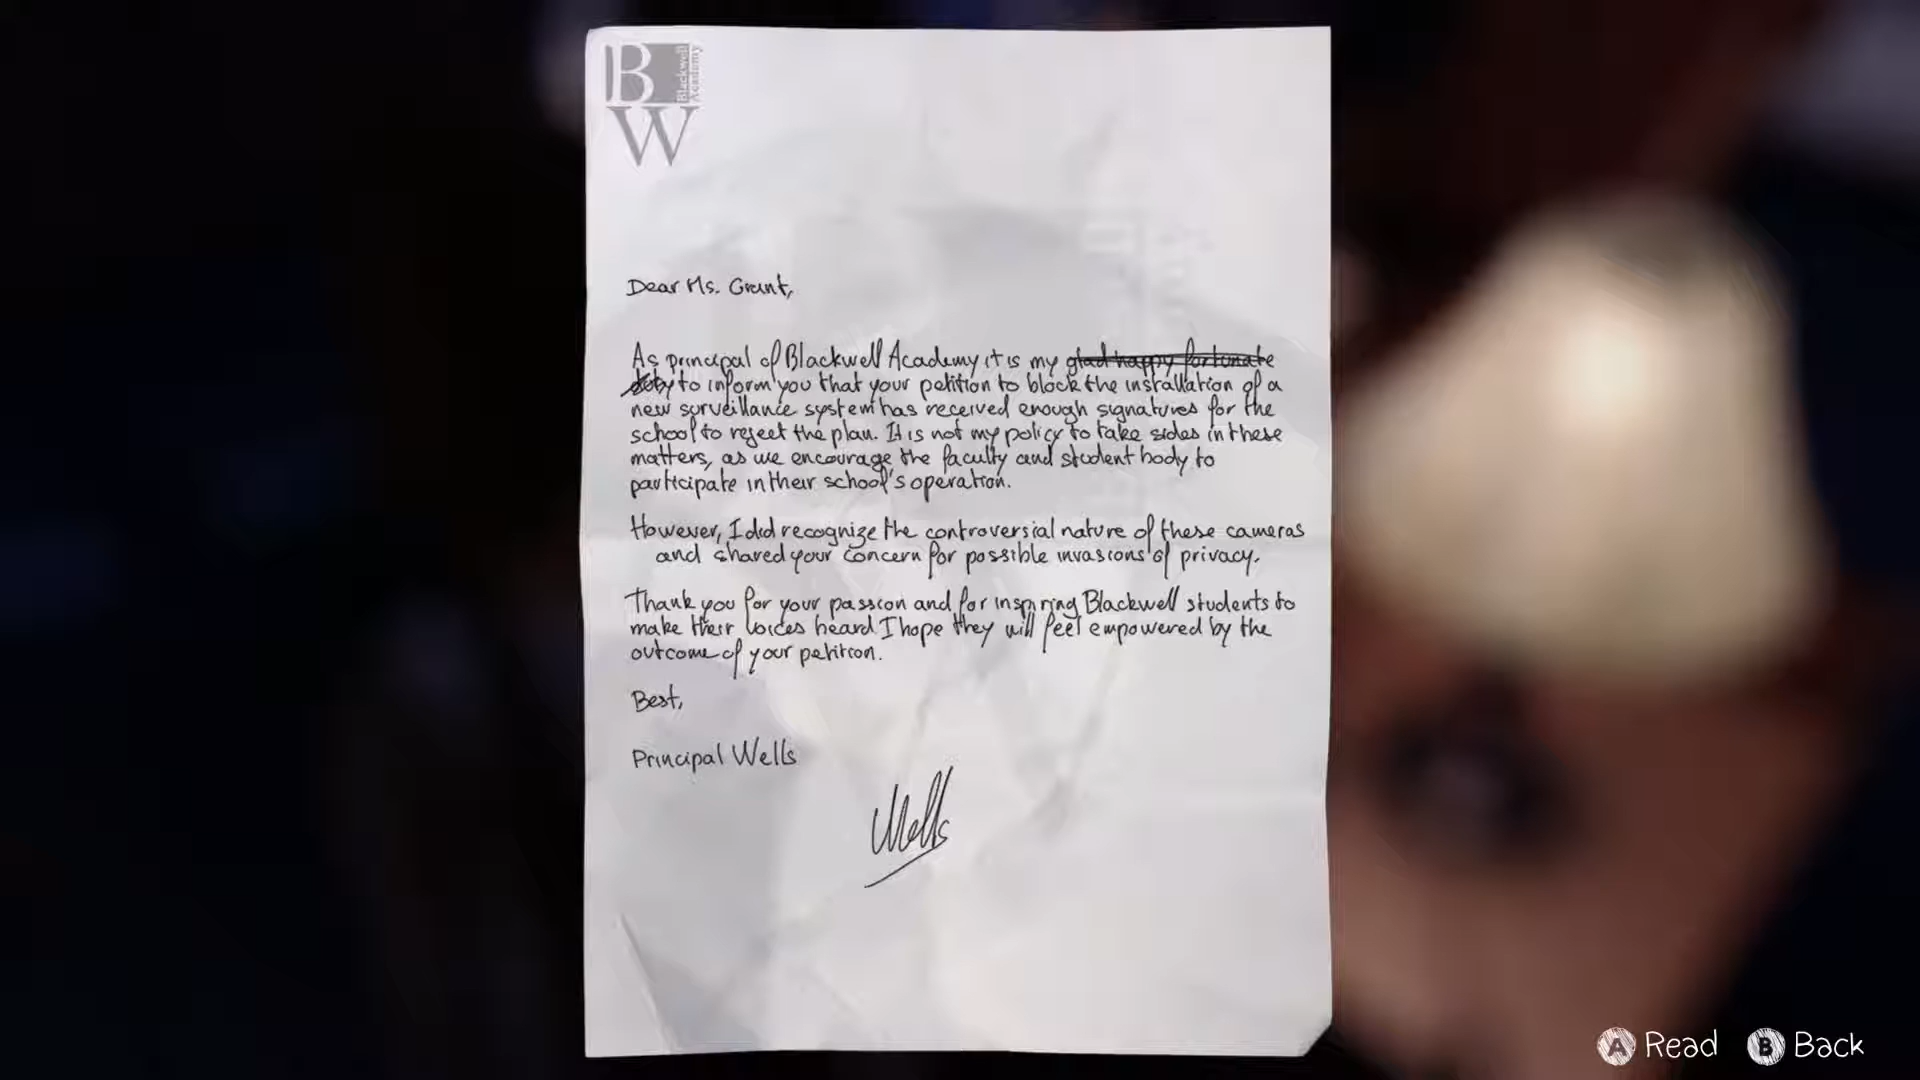 BW
Blackwell
Academy
Dear Ms. Grant,
As principal of Blackwell Academy it is my glad happy fortunate
duty to inform you that your petition to block the installation of a
new surveillance system has received enough signatures for the
school to reject the plan. It is not my policy to take sides in these
matters, as we encourage the faculty and student body to
participate in their school's operation.
However, I did recognize the controversial nature of these cameras
and shared your concern for possible invasions of privacy.
Thank you for your passion and for inspiring Blackwell students to
make their voices heard I hope they will feel empowered by the
outcome of your petition.
Best,
Principal Wells
Wells
A Read B Back